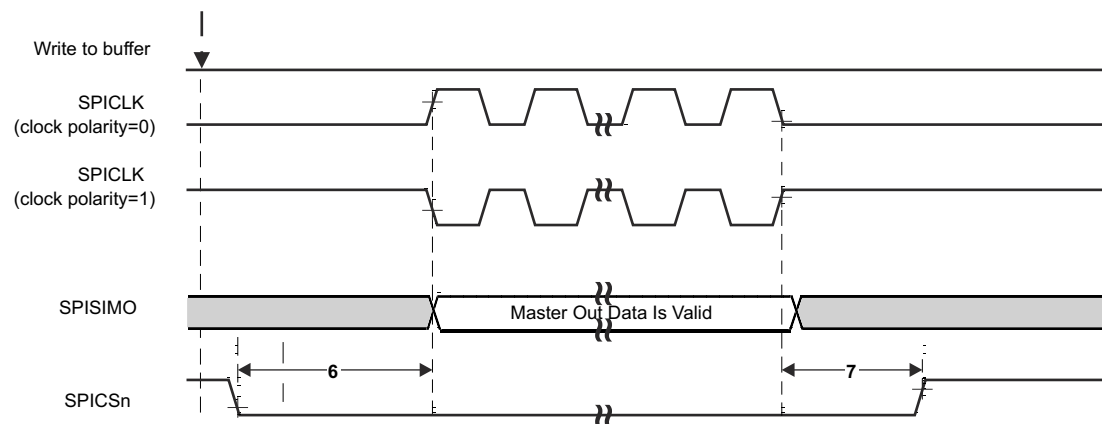 Write to buffer
SPICLK
(clock polarity=0)
SPICLK
(clock polarity=1)
SPISIMO
Master Out Data Is Valid
6
7
SPICSn